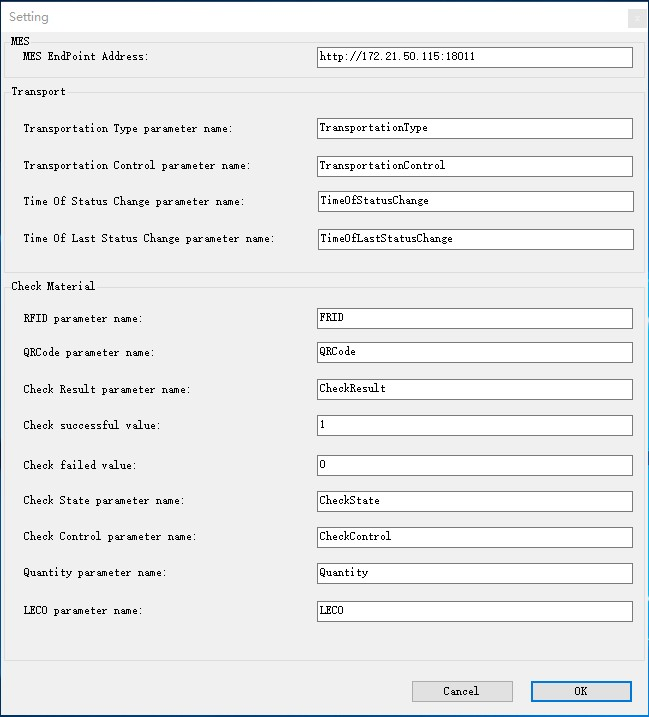 Setting
MES
MES EndPoint Address: http://172.21.50.115:18011
Transport
Transportation Type parameter name: TransportationType
Transportation Control parameter name: TransportationControl
Time Of Status Change parameter name: TimeOfStatusChange
Time Of Last Status Change parameter name: TimeOfLastStatusChange
Check Material
RFID parameter name: FRID
QRCode parameter name: QRCode
Check Result parameter name: CheckResult
Check successful value: 1
Check failed value: 0
Check State parameter name: CheckState
Check Control parameter name: CheckControl
Quantity parameter name: Quantity
LECO parameter name: LECO
Cancel OK